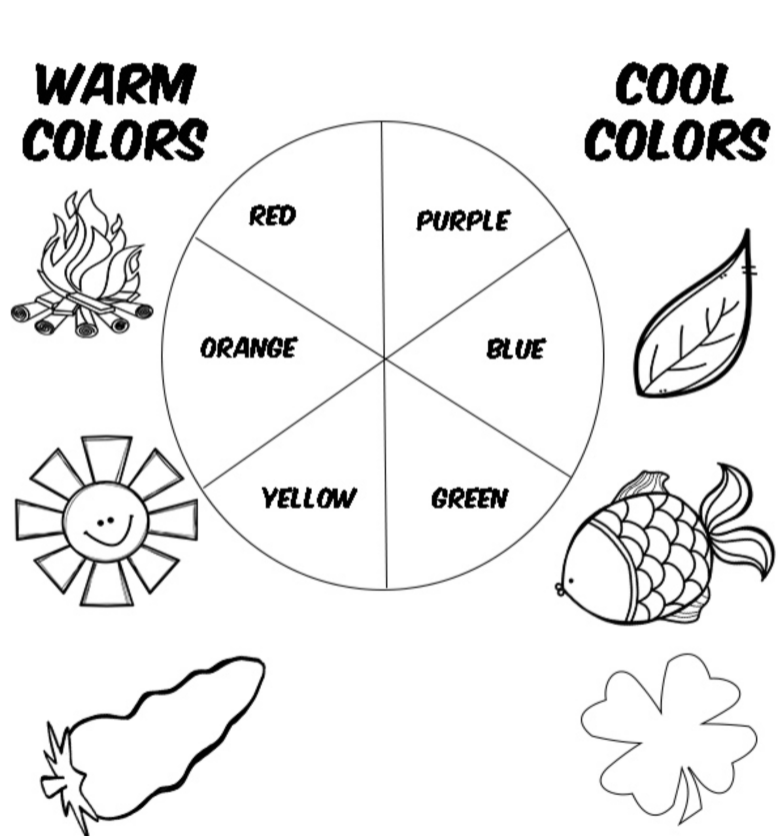 WARM
COLORS
COOL
COLORS
RED
PURPLE
ORANGE
BLUE
YELLOW
GREEN